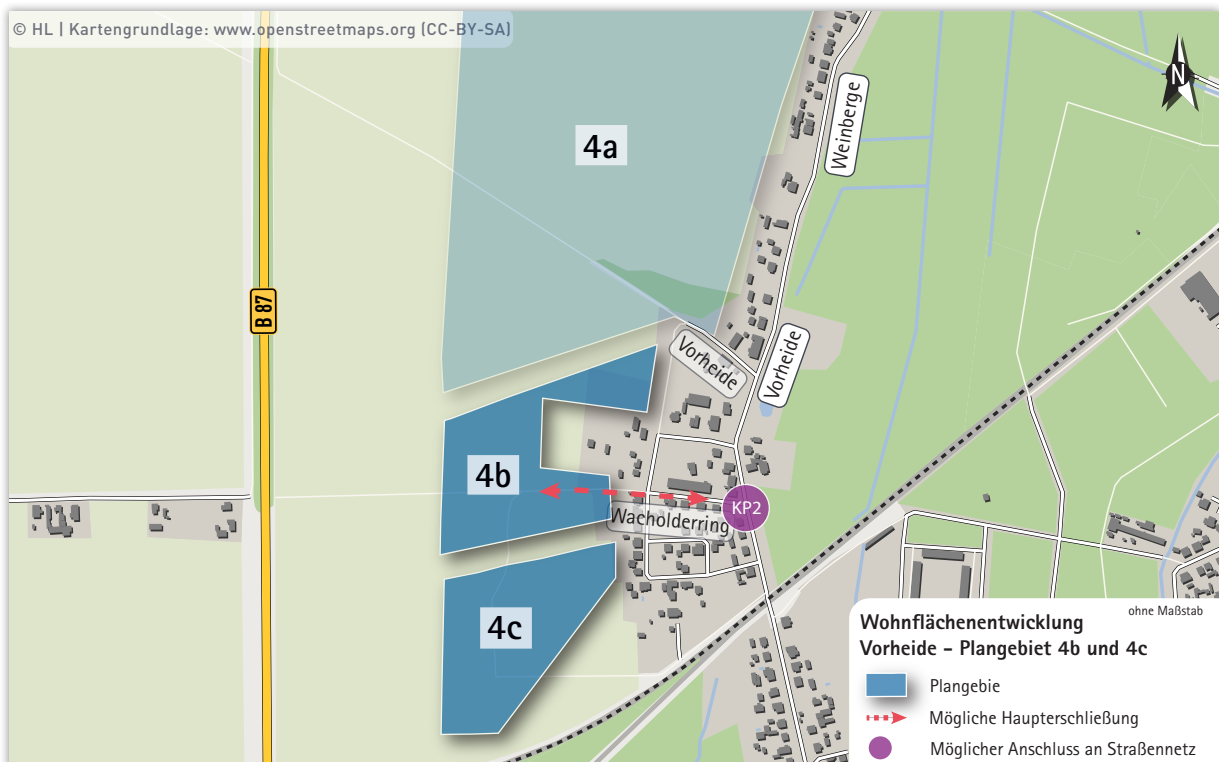 © HL | Kartengrundlage: www.openstreetmaps.org (CC-BY-SA)
N
4a
Weinberge
B 87
Vorheide
Vorheide
4b
KP2
Wacholderring
4c
ohne Maßstab
Wohnflächenentwicklung
Vorheide - Plangebiet 4b und 4c
Plangebie
Mögliche Haupterschließung
Möglicher Anschluss an Straßennetz